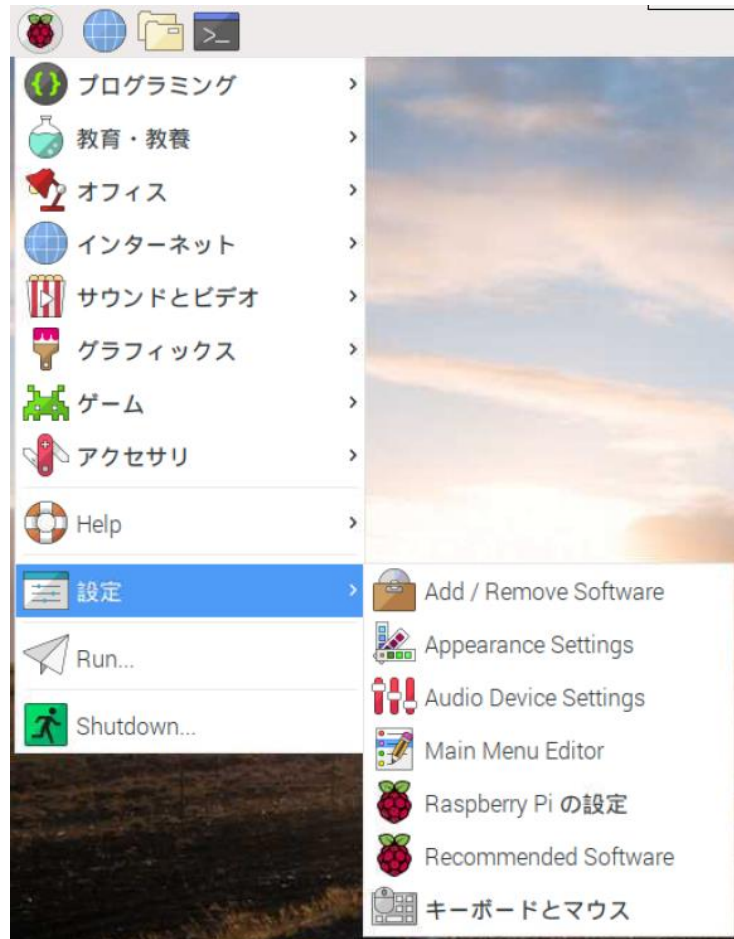 プログラミング
教育・教養
オフィス
インターネット
サウンドとビデオ
グラフィックス
ゲーム
アクセサリ
Help
設定
Run...
Shutdown...
Add / Remove Software
Appearance Settings
Audio Device Settings
Main Menu Editor
Raspberry Pi の設定
Recommended Software
キーボードとマウス